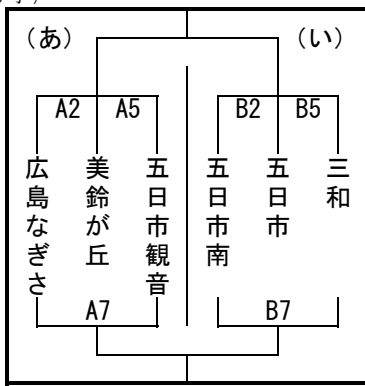 （あ）
（い）
A2
A5
B2
B5
広島なぎさ
美鈴が丘
五日市観音
五日市南
五日市
三和
A7
B7